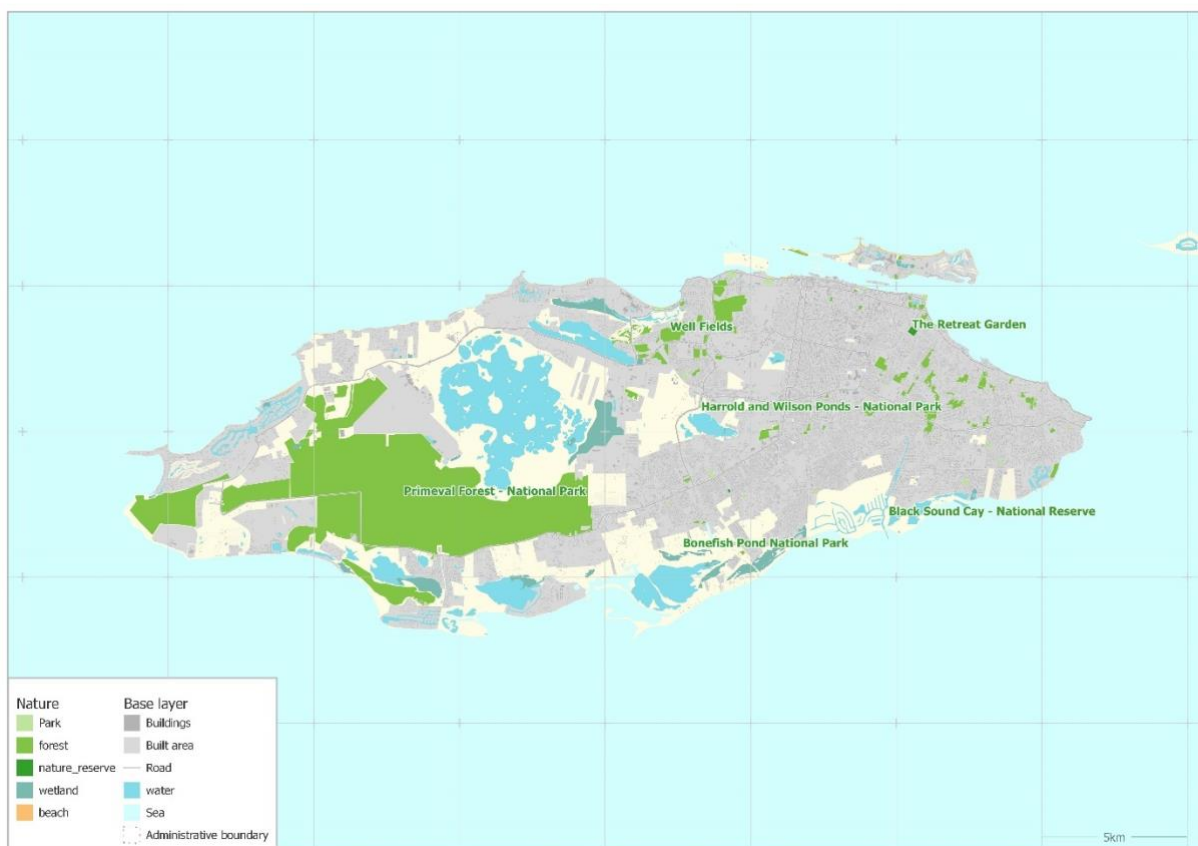 Well Fields
The Retreat Garden
Harrold and Wilson Ponds - National Park
Primeval Forest - National Park
Black Sound Cay - National Reserve
Bonefish Pond National Park
Nature
Park
forest
nature_reserve
wetland
beach
Base layer
Buildings
Built area
Road
water
Sea
Administrative boundary
5km